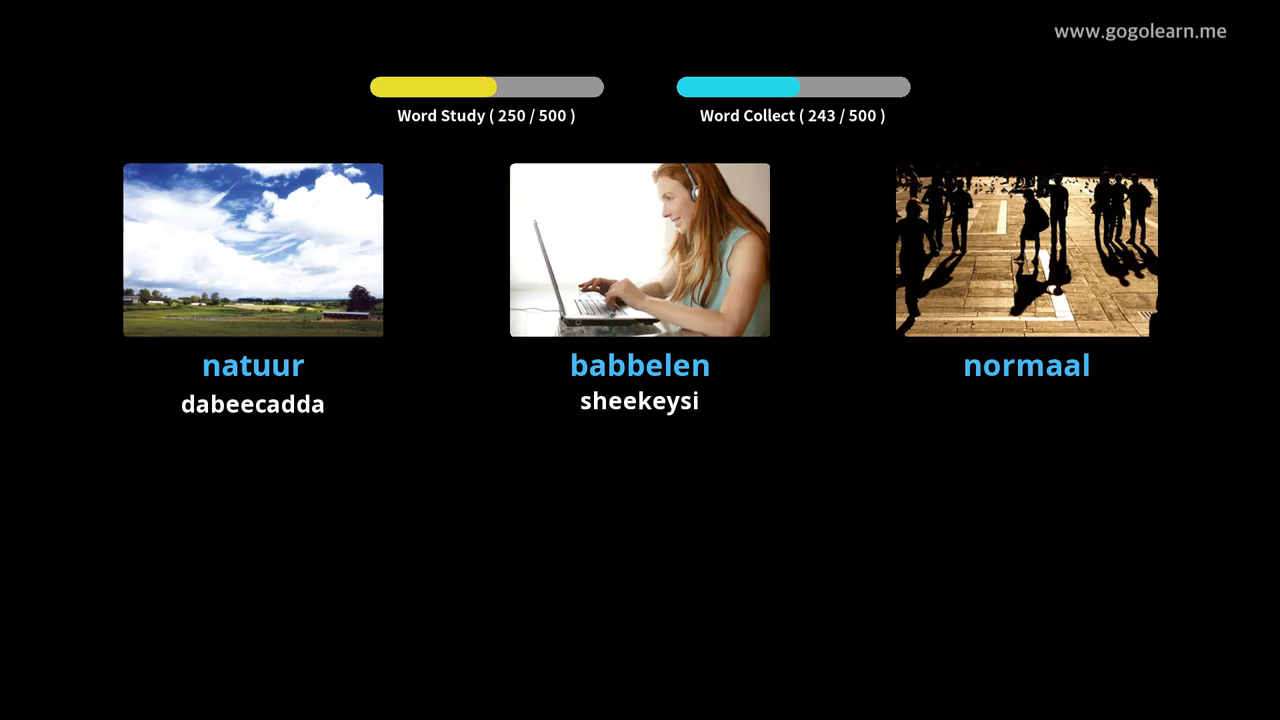 www.gogolearn.me
Word Study ( 250 / 500 )
Word Collect ( 243 / 500 )
natuur
babbelen
normaal
dabeecadda
sheekeysi